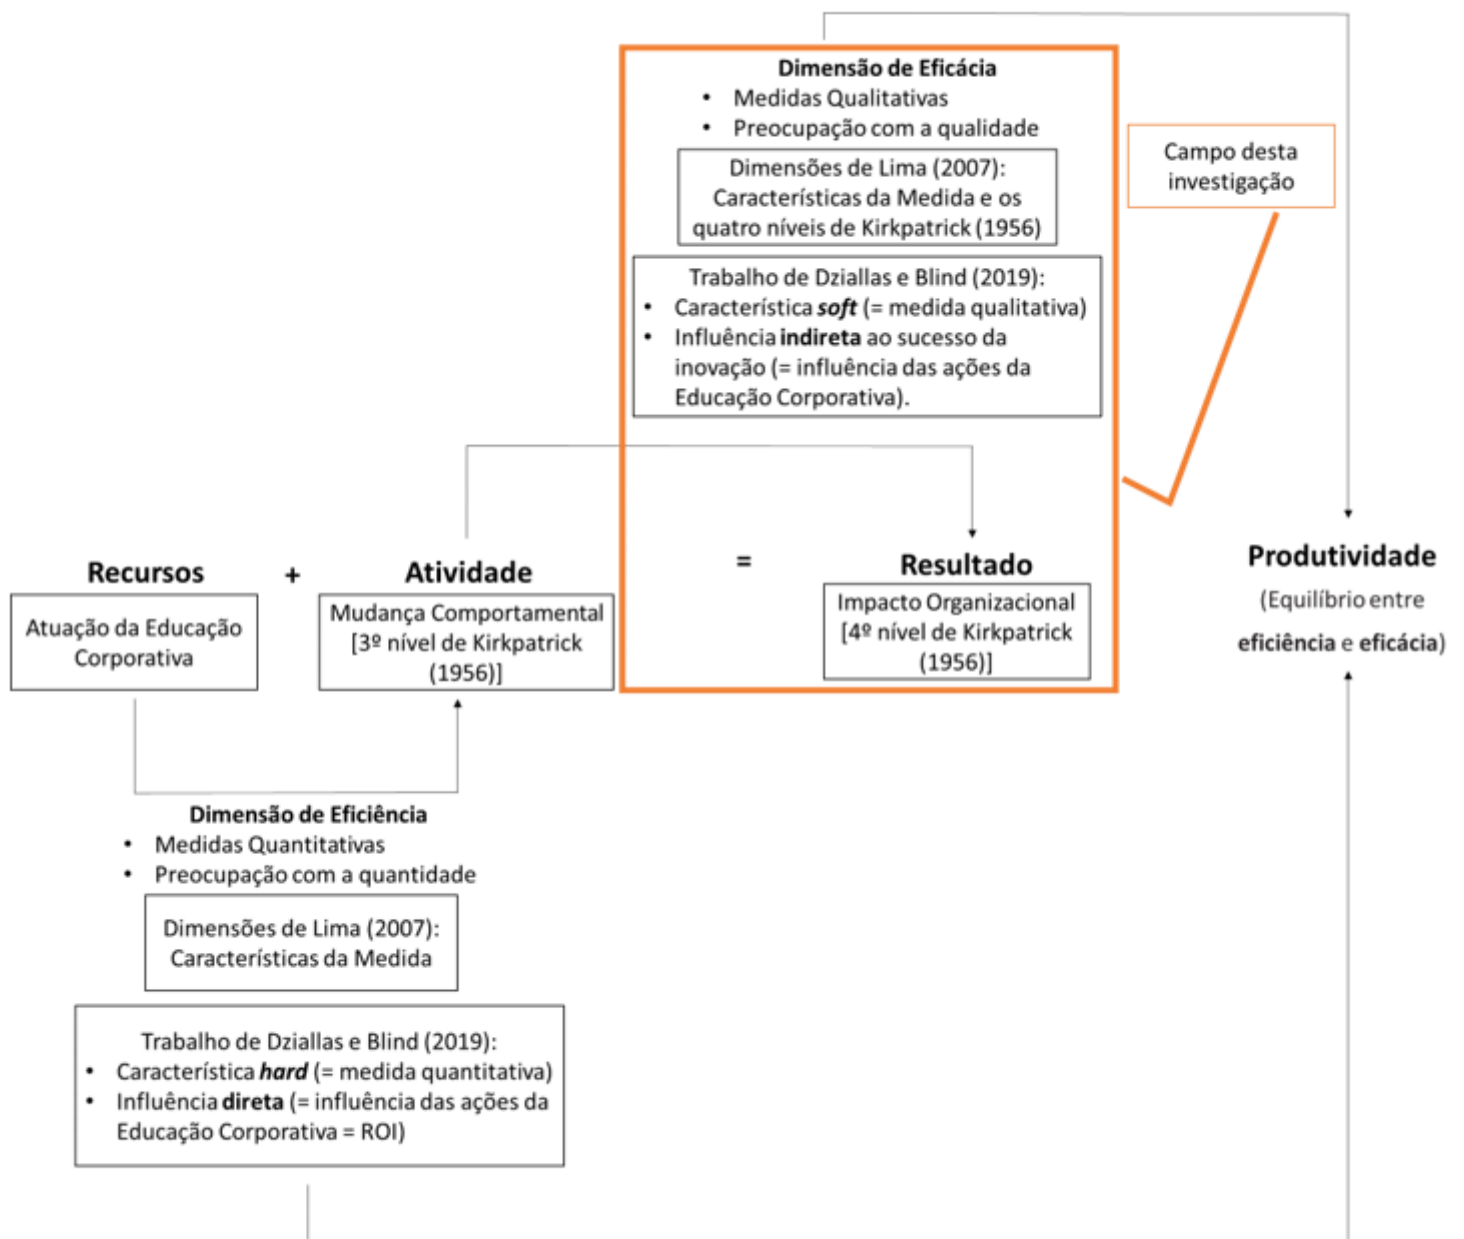 Dimensão de Eficácia
• Medidas Qualitativas
• Preocupação com a qualidade
Dimensões de Lima (2007):
Características da Medida e os
quatro níveis de Kirkpatrick (1956)
Trabalho de Dziallas e Blind (2019):
• Característica soft (= medida qualitativa)
• Influência indireta ao sucesso da
inovação (= influência das ações da
Educação Corporativa).
Campo desta
investigação
Recursos
+
Atividade
=
Resultado
Produtividade
(Equilíbrio entre
eficiência e eficácia)
Atuação da Educação
Corporativa
Mudança Comportamental
[3º nível de Kirkpatrick
(1956)]
Impacto Organizacional
[4º nível de Kirkpatrick
(1956)]
Dimensão de Eficiência
• Medidas Quantitativas
• Preocupação com a quantidade
Dimensões de Lima (2007):
Características da Medida
Trabalho de Dziallas e Blind (2019):
• Característica hard (= medida quantitativa)
• Influência direta (= influência das ações da
Educação Corporativa = ROI)